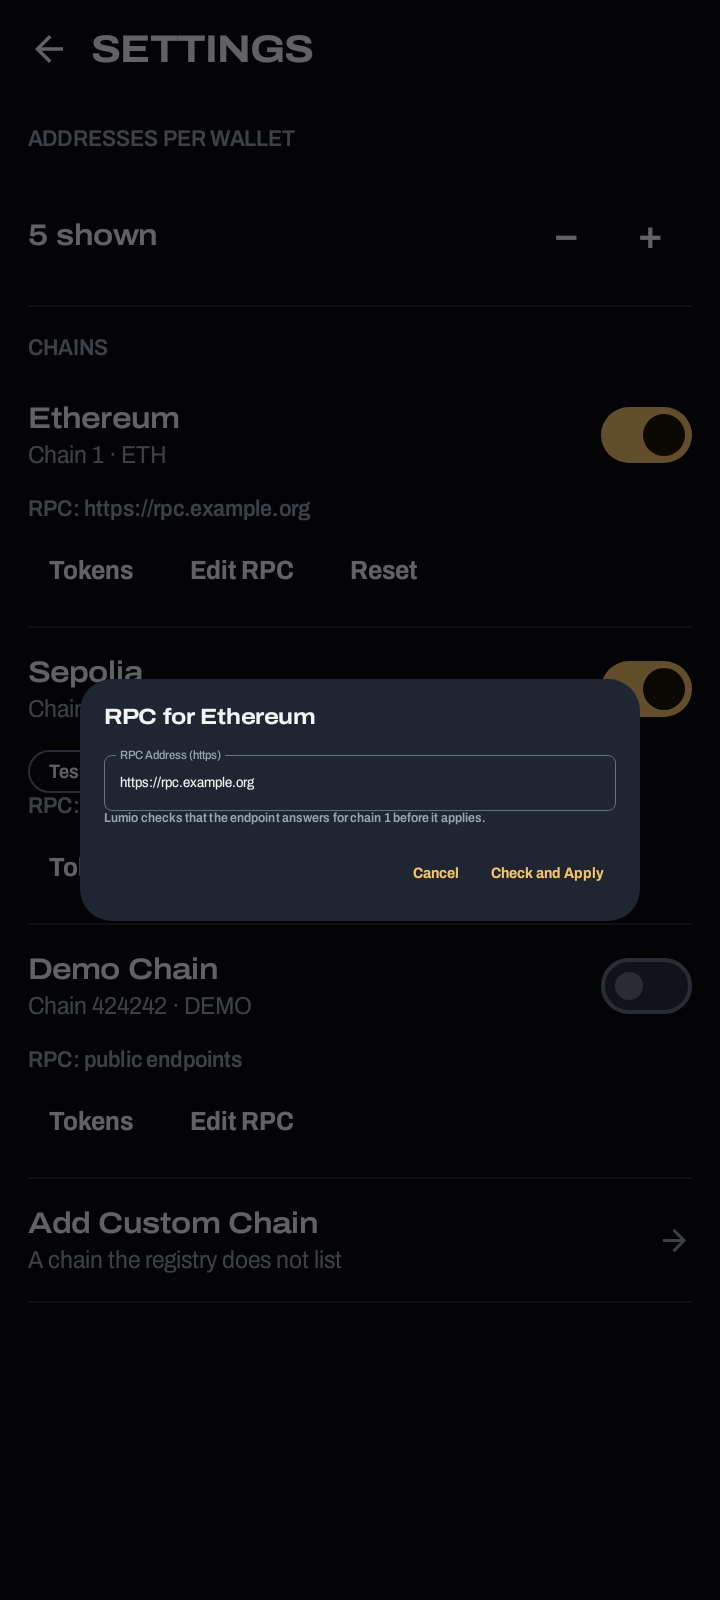 SETTINGS
ADDRESSES PER WALLET
5 shown
CHAINS
Ethereum
Chain 1 · ETH
RPC: https://rpc.example.org
Tokens Edit RPC Reset
Sepolia
Chain
Tes
RPC:
RPC for Ethereum
RPC Address (https)
https://rpc.example.org
Lumio checks that the endpoint answers for chain 1 before it applies.
Cancel Check and Apply
Demo Chain
Chain 424242 · DEMO
RPC: public endpoints
Tokens Edit RPC
Add Custom Chain
A chain the registry does not list